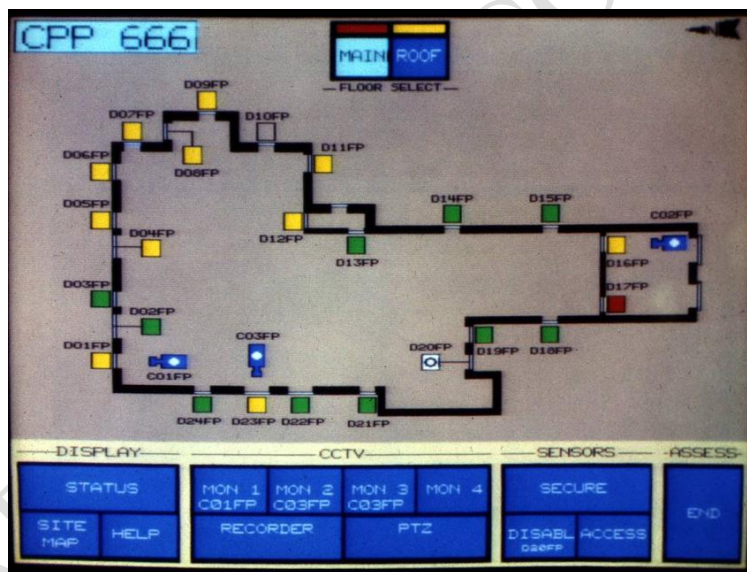 CPP 666
MAIN ROOF
FLOOR SELECT
D09FP
D07FP
D10FP
D06FP
D11FP
D08FP
D05FP
D14FP
D15FP
C02FP
D04FP
D12FP
D13FP
D16FP
D03FP
D17FP
D02FP
D01FP
C03FP
D20FP
D19FP
D18FP
C01FP
D24FP
D23FP
D22FP
D21FP
DISPLAY
CCTV
SENSORS
ASSESS
STATUS
MON 1
C01FP
MON 2
C03FP
MON 3
C03FP
MON 4
SECURE
END
SITE
MAP
HELP
RECORDER
PTZ
DISABL
D20FP
ACCESS